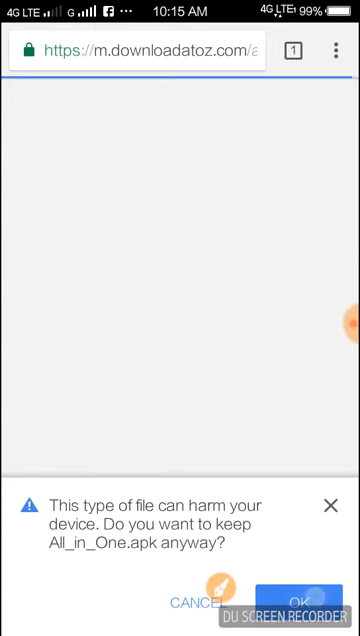 4G LTE G 10:15 AM 4G LTE 99%
https://m.downloadatoz.com/a
1
This type of file can harm your
device. Do you want to keep
All_in_One.apk anyway?
CANCEL OK
DU SCREEN RECORDER